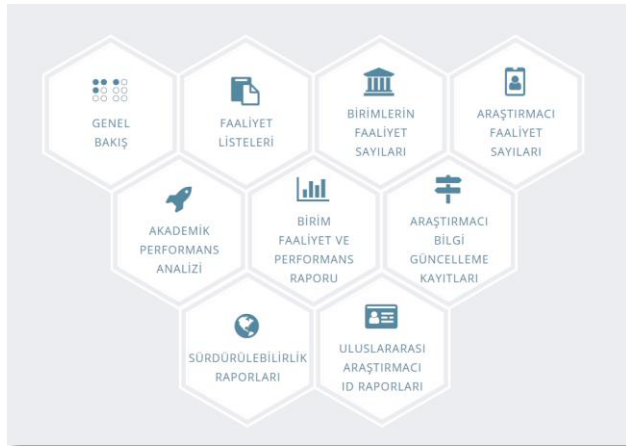 GENEL
BAKIŞ
FAALİYET
LİSTELERİ
BİRİMLERİN
FAALİYET
SAYILARI
ARAŞTIRMACI
FAALİYET
SAYILARI
AKADEMİK
PERFORMANS
ANALİZİ
BİRİM
FAALİYET VE
PERFORMANS
RAPORU
ARAŞTIRMACI
BİLGİ
GÜNCELLEME
KAYITLARI
SÜRDÜRÜLEBİLİRLİK
RAPORLARI
ULUSLARARASI
ARAŞTIRMACI
ID RAPORLARI